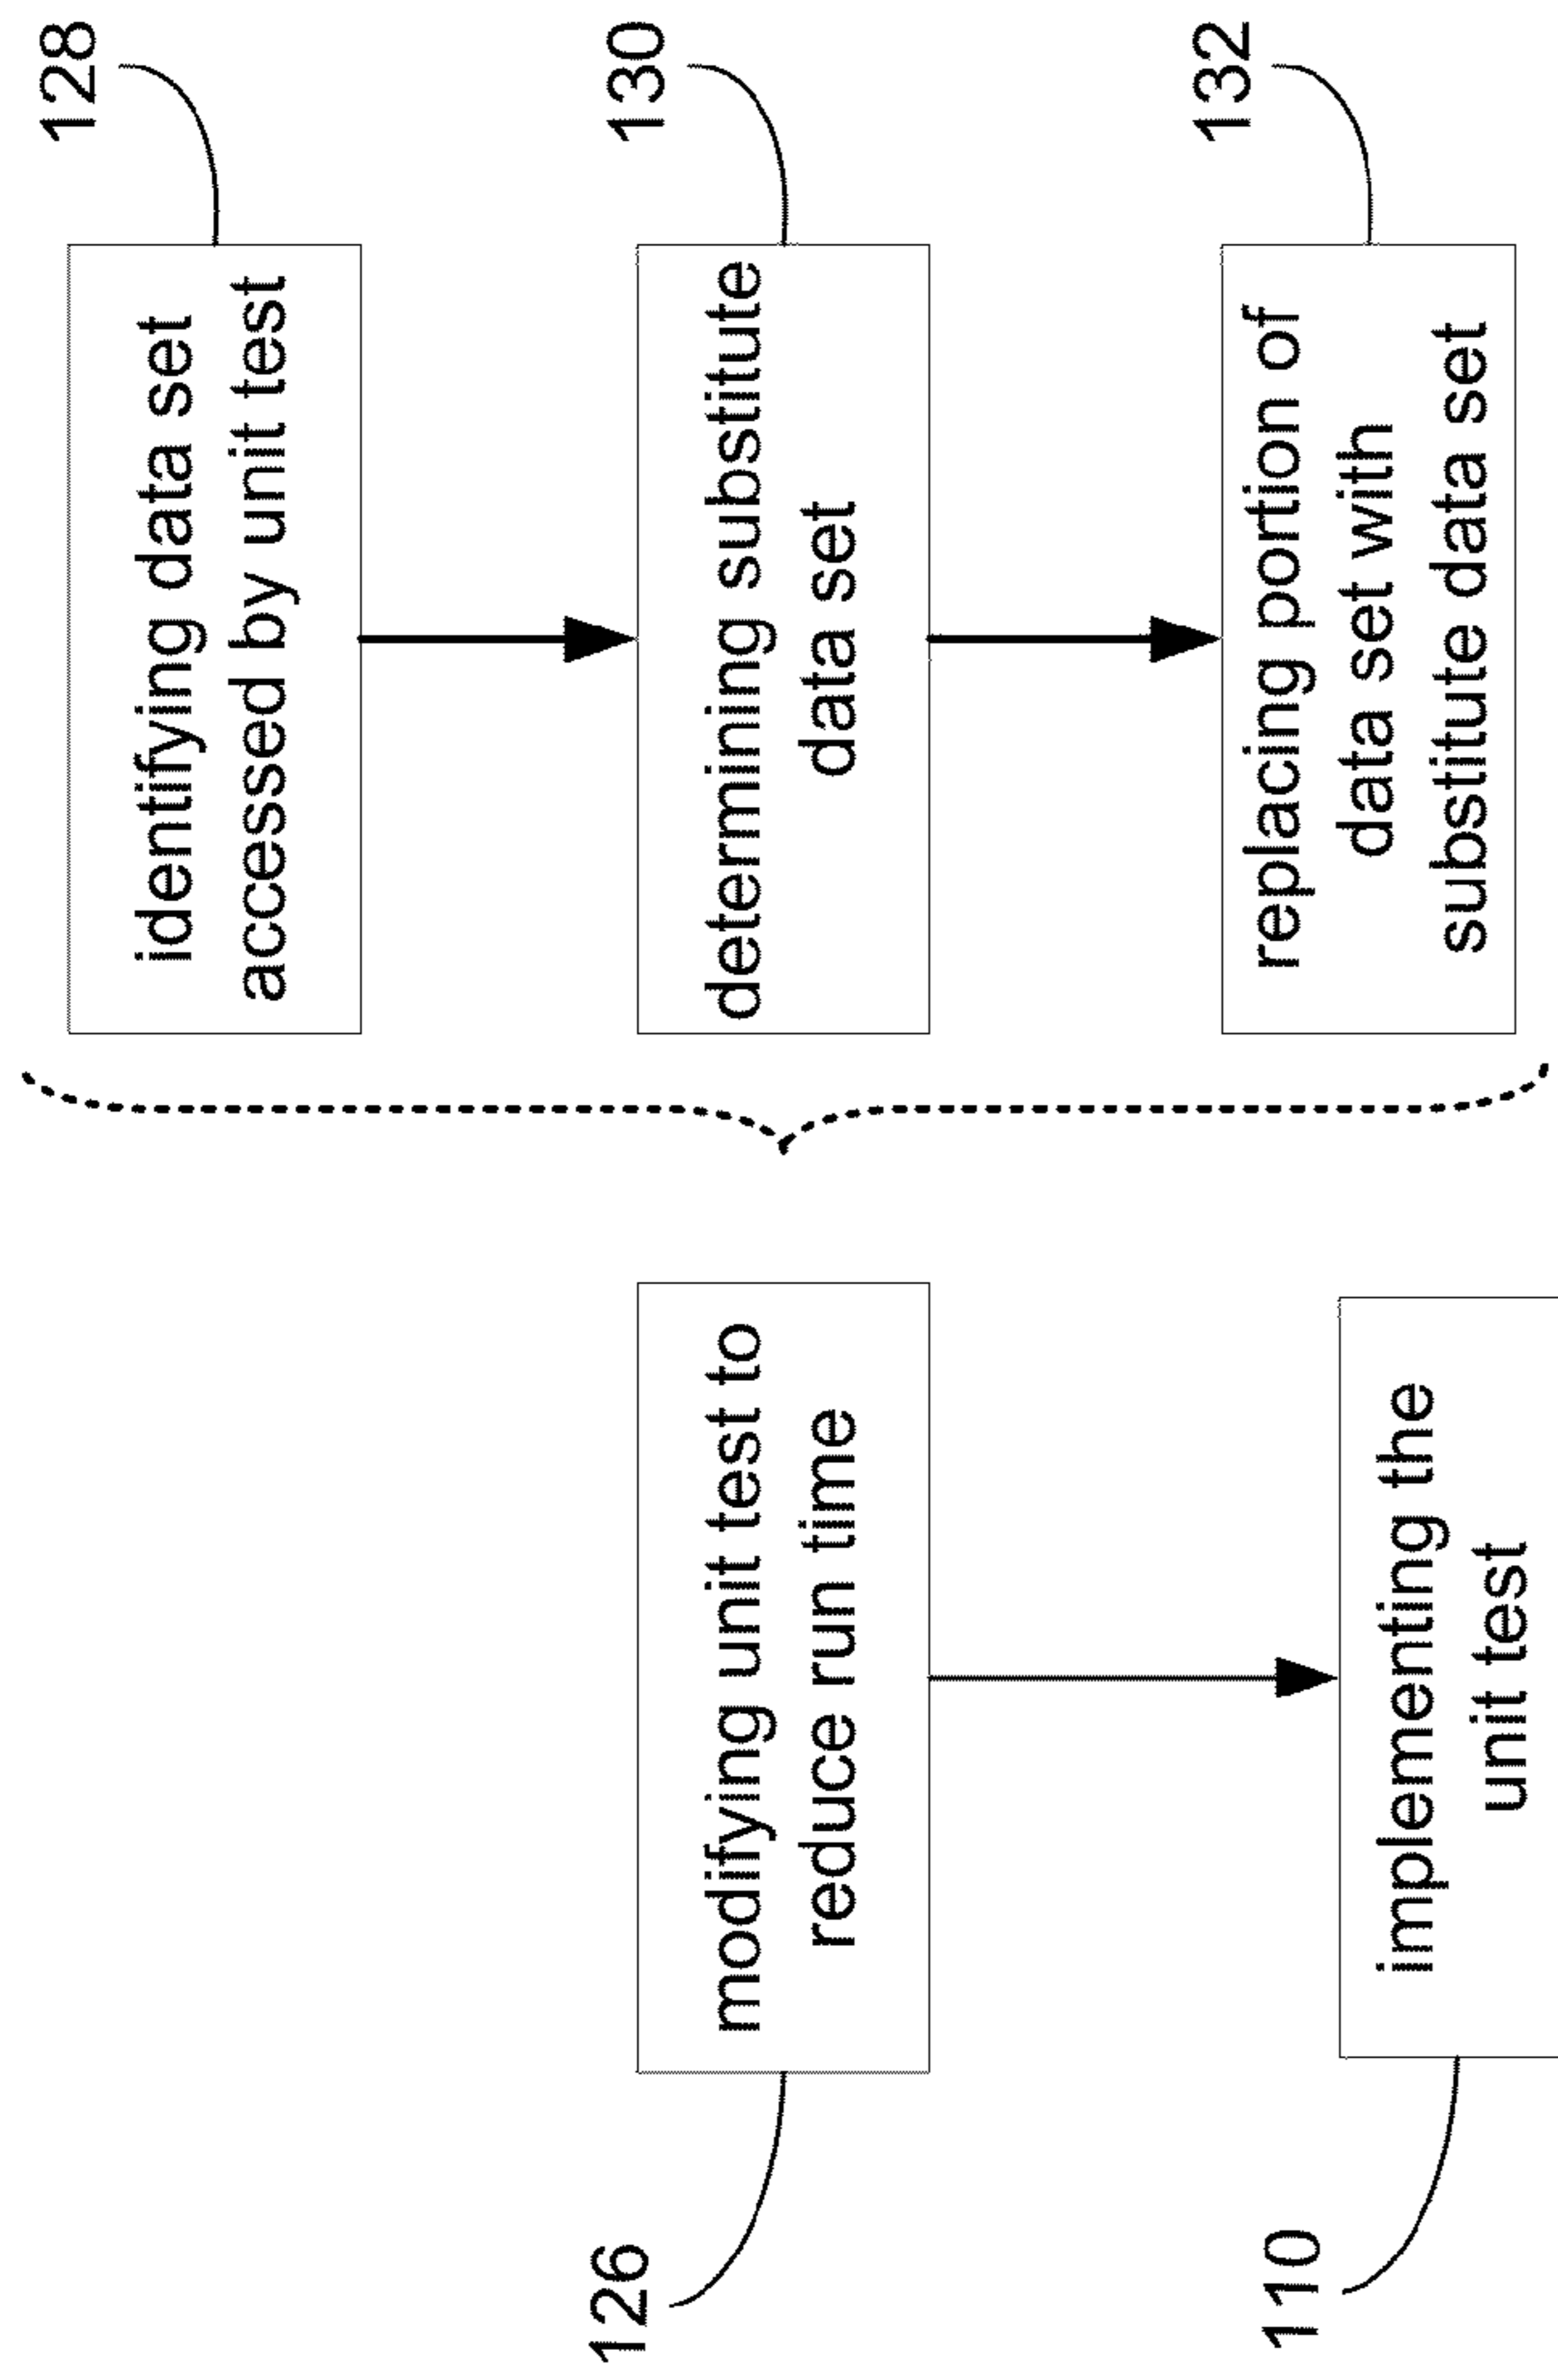 126
modifying unit test to
reduce run time
110
implementing the
unit test
128
identifying data set
accessed by unit test
130
determining substitute
data set
132
replacing portion of
data set with
substitute data set